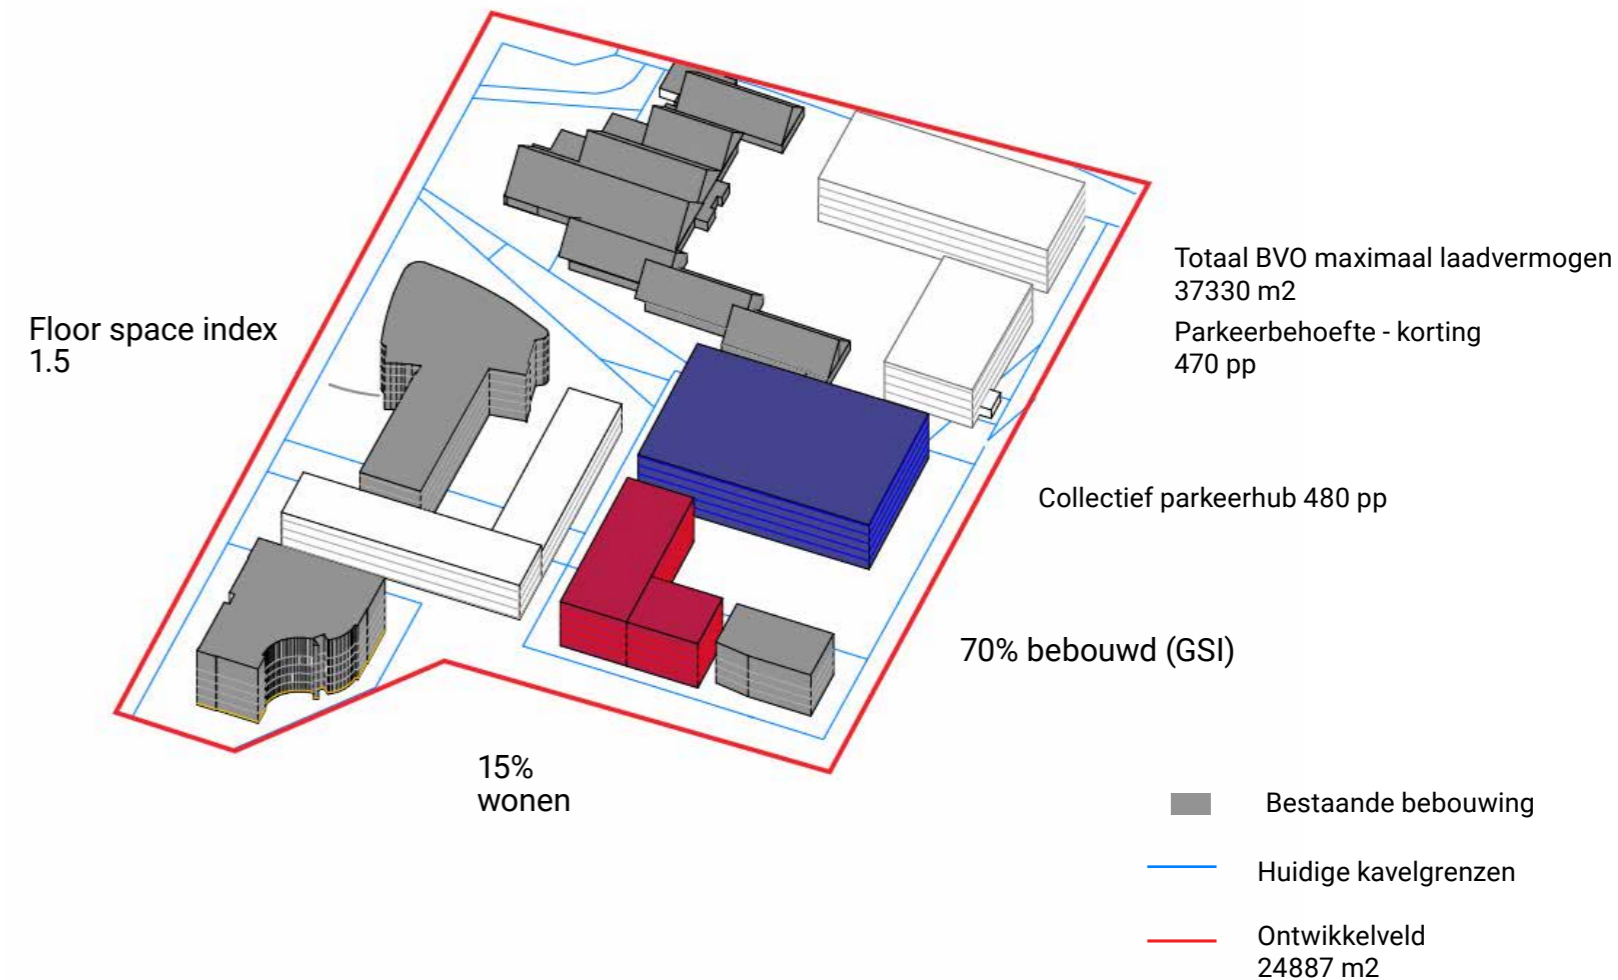 Totaal BVO maximaal laadvermogen
37330 m2
Parkeerbehoefte - korting
470 pp
Floor space index
1.5
Collectief parkeerhub 480 pp
70% bebouwd (GSI)
15%
wonen
Bestaande bebouwing
Huidige kavelgrenzen
Ontwikkelveld
24887 m2